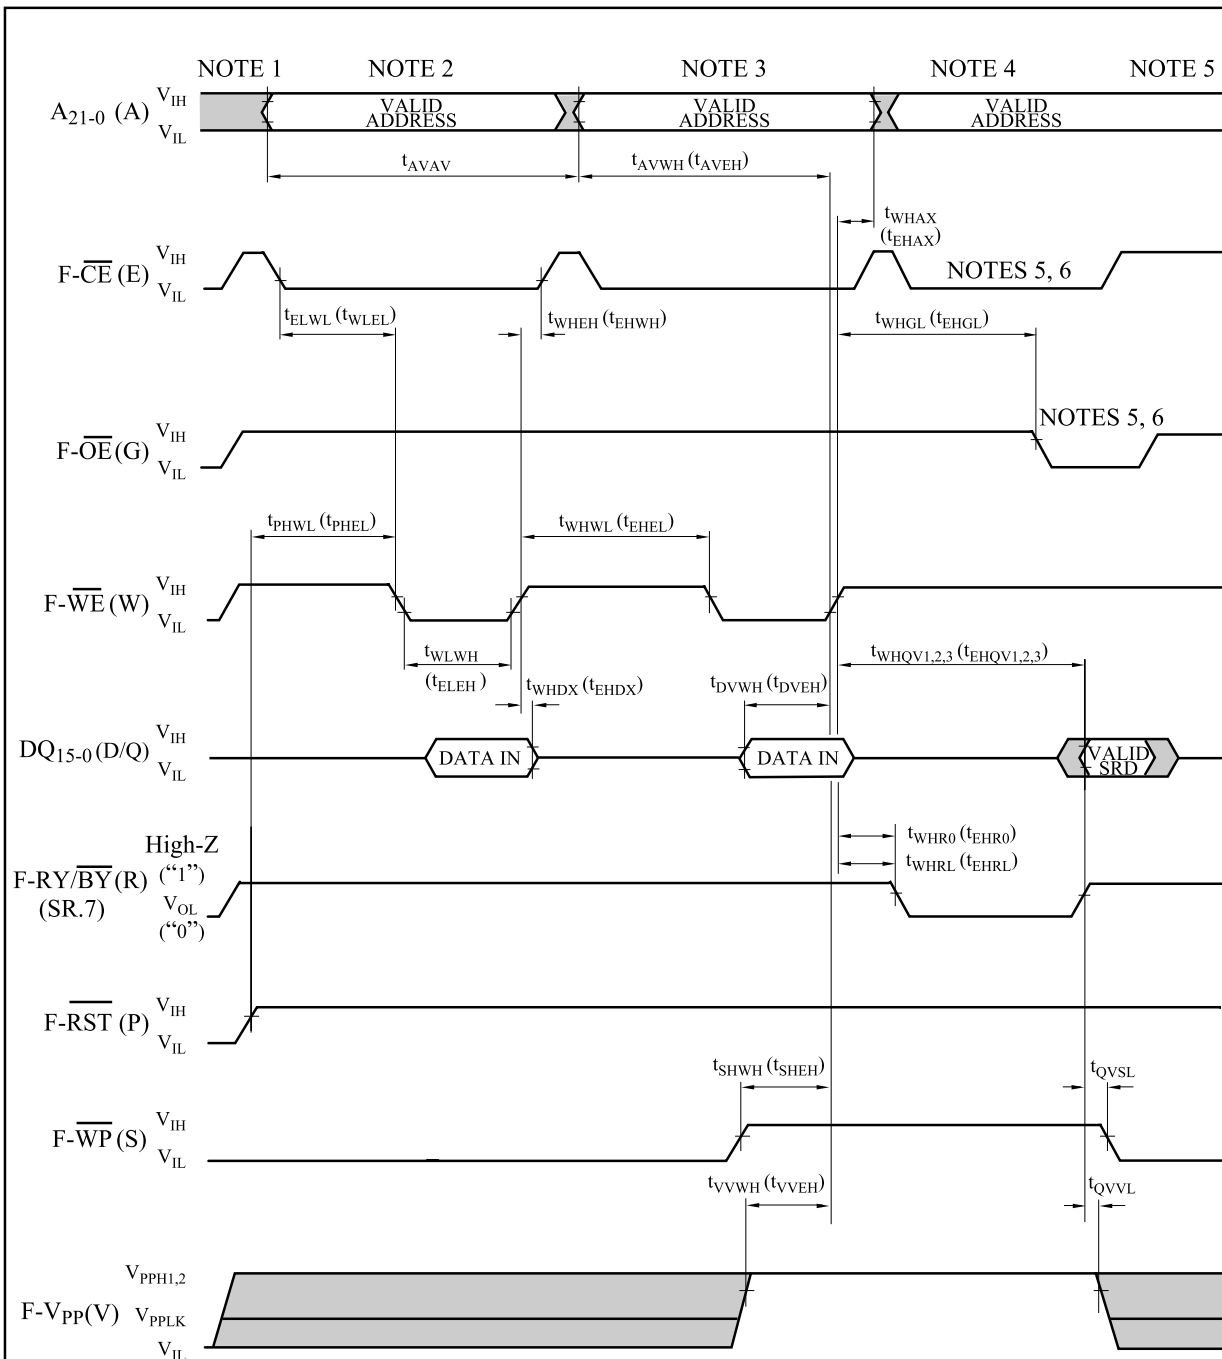 NOTE 1 NOTE 2 NOTE 3 NOTE 4 NOTE 5
A21-0 (A) VIH VIL
VALID ADDRESS
VALID ADDRESS
VALID ADDRESS
tAVAV
tAVWH (tAVEH)
tWHAX
(tEHAX)
F-CE (E) VIH VIL
NOTES 5, 6
tELWL (tWLEL)
tWHEH (tEHWH)
tWHGL (tEHGL)
F-OE (G) VIH VIL
NOTES 5, 6
tPHWL (tPHEL)
tWHWL (tEHEL)
F-WE (W) VIH VIL
tWLWH
(tELEH )
tWHDX (tEHDX)
tDVWH (tDVEH)
tWHQV1,2,3 (tEHQV1,2,3)
DQ15-0 (D/Q) VIH VIL
DATA IN
DATA IN
VALID SRD
tWHR0 (tEHR0)
tWHRL (tEHRL)
High-Z
(“1”)
F-RY/BY (R)
(SR.7)
VOL
(“0”)
F-RST (P) VIH VIL
tSHWH (tSHEH)
tQVSL
F-WP (S) VIH VIL
tVVWH (tVVEH)
tQVVL
VPPH1,2
F-VPP (V) VPPLK
VIL